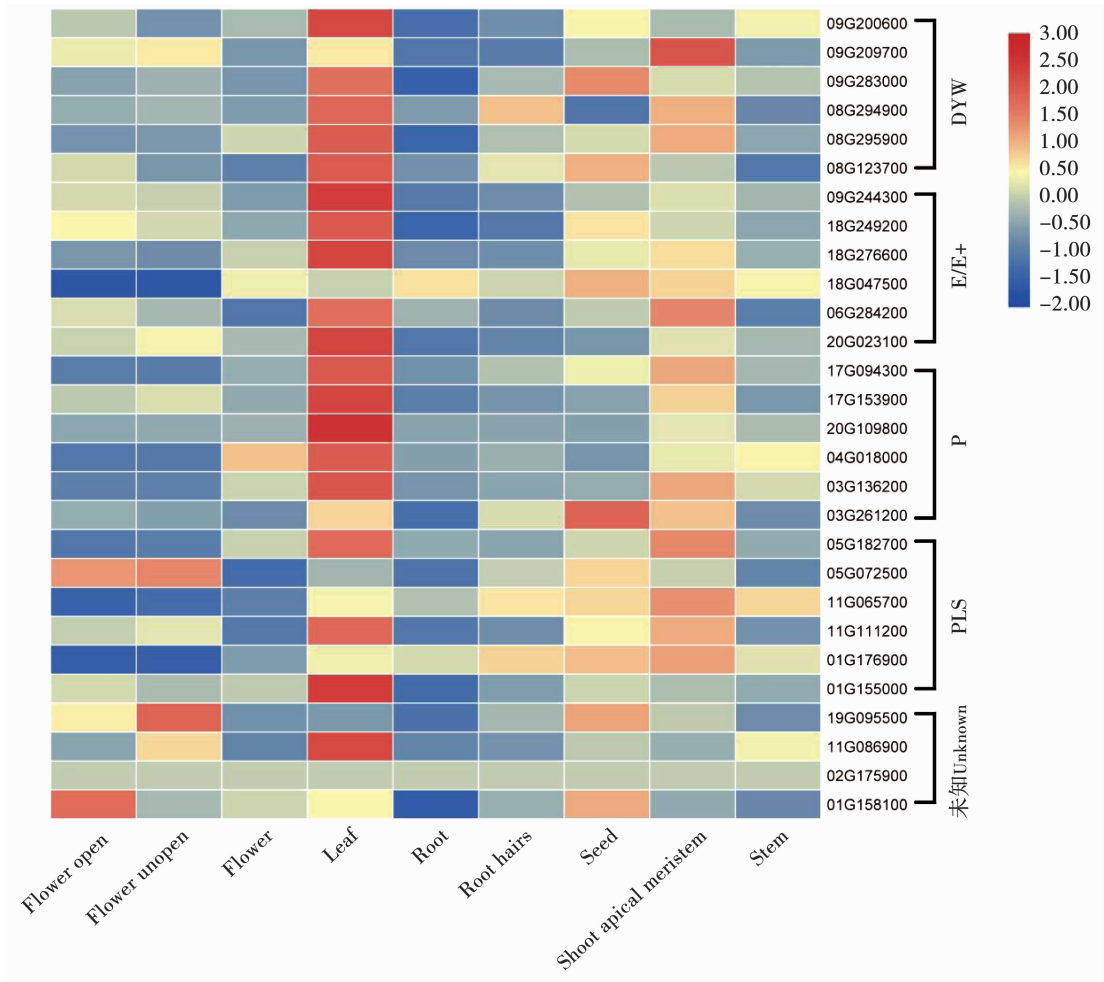 09G200600
09G209700
09G283000
08G294900
08G295900
08G123700
09G244300
18G249200
18G276600
18G047500
06G284200
20G023100
17G094300
17G153900
20G109800
04G018000
03G136200
03G261200
05G182700
05G072500
11G065700
11G111200
01G176900
01G155000
19G095500
11G086900
02G175900
01G158100
DYW
E/E+
P
PLS
未知Unknown
3.00
2.50
2.00
1.50
1.00
0.50
0.00
−0.50
−1.00
−1.50
−2.00
Flower open
Flower unopen
Flower
Leaf
Root
Root hairs
Seed
Shoot apical meristem
Stem